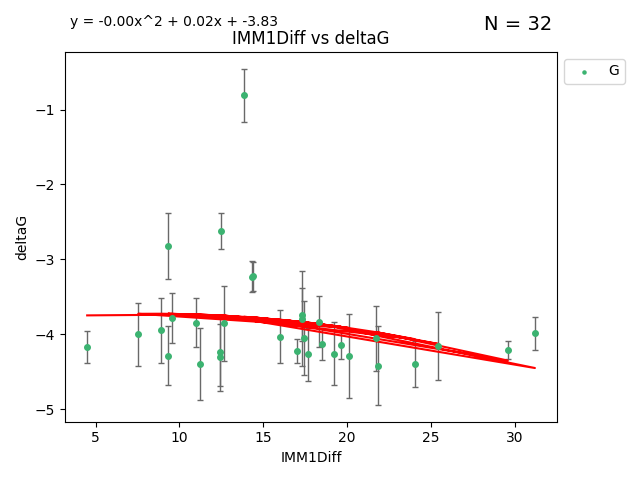 y = -0.00x^2 + 0.02x + -3.83
N = 32
IMM1Diff vs deltaG
G
deltaG
−1
−2
−3
−4
−5
5 10 15 20 25 30
IMM1Diff